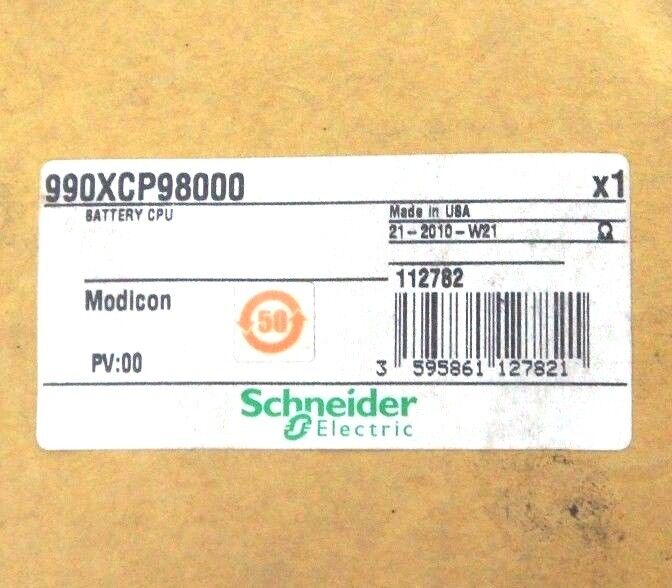 990XCP98000 x1
BATTERY CPU
Made in USA
21-2010-W21 Ω
112782
Modicon
50
PV:00
3 595861 127821
Schneider
Electric